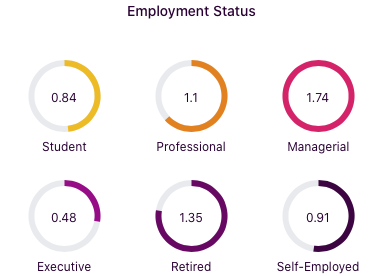 Employment Status
0.84
1.1
1.74
Student
Professional
Managerial
0.48
1.35
0.91
Executive
Retired
Self-Employed